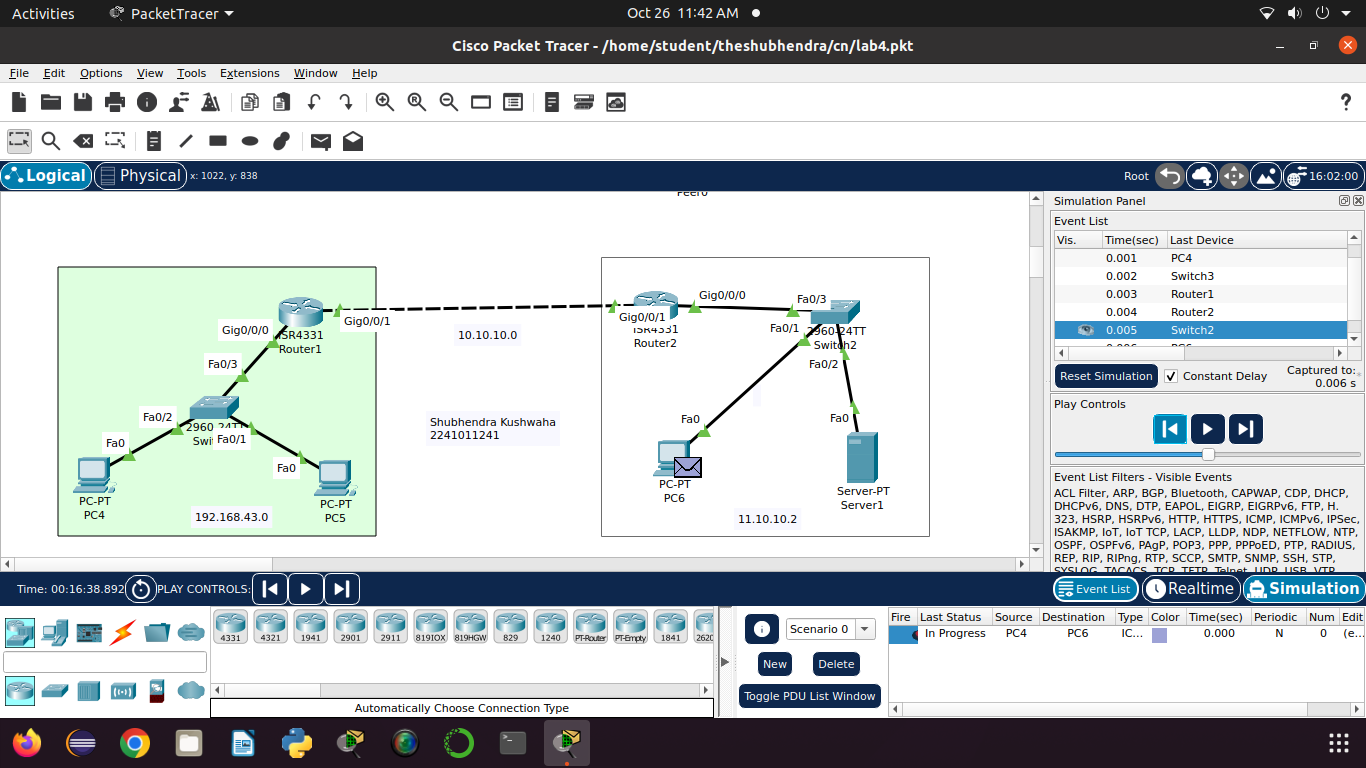 Activities PacketTracer Oct 26 11:42 AM
Cisco Packet Tracer - /home/student/theshubhendra/cn/lab4.pkt
File Edit Options View Tools Extensions Window Help
?
Logical Physical x: 1022, y: 838 Root 16:02:00
Peer0
Simulation Panel
Event List
Vis. Time(sec) Last Device
0.001 PC4
0.002 Switch3
0.003 Router1
0.004 Router2
0.005 Switch2
0.006 PC6
Reset Simulation Constant Delay Captured to:
0.006 s
Play Controls
Event List Filters - Visible Events
ACL Filter, ARP, BGP, Bluetooth, CAPWAP, CDP, DHCP,
DHCPv6, DNS, DTP, EAPOL, EIGRP, EIGRPv6, FTP, H.
323, HSRP, HSRPv6, HTTP, HTTPS, ICMP, ICMPv6, IPSec,
ISAKMP, IoT, IoT TCP, LACP, LLDP, NDP, NETFLOW, NTP,
OSPF, OSPFv6, PAgP, POP3, PPP, PPPoED, PTP, RADIUS,
REP, RIP, RIPng, RTP, SCCP, SMTP, SNMP, SSH, STP,
SYSLOG, TACACS, TCP, TFTP, Telnet, UDP, USB, VTP
Gig0/0/1
Gig0/0/0
ISR4331
Router1
Fa0/3
Fa0/2
2960-24TT
Fa0/1
Fa0
Fa0
PC-PT
PC4
PC-PT
PC5
192.168.43.0
10.10.10.0
Shubhendra Kushwaha
2241011241
Gig0/0/0
Gig0/0/1
ISR4331
Router2
Fa0/3
Fa0/1
2960-24TT
Switch2
Fa0/2
Fa0
Fa0
PC-PT
PC6
Server-PT
Server1
11.10.10.2
Time: 00:16:38.892 PLAY CONTROLS: Event List Realtime Simulation
4331 4321 1941 2901 2911 819IOX 819HGW 829 1240 PT-Router PT-Empty 1841 2620
Automatically Choose Connection Type
Scenario 0
New Delete
Toggle PDU List Window
Fire Last Status Source Destination Type Color Time(sec) Periodic Num Edit
In Progress PC4 PC6 IC... 0.000 N 0 (e...